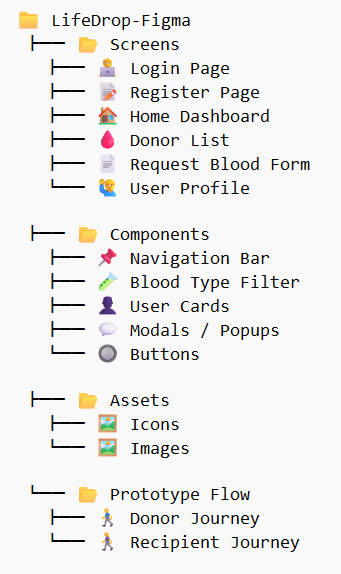 LifeDrop-Figma
Screens
Login Page
Register Page
Home Dashboard
Donor List
Request Blood Form
User Profile
Components
Navigation Bar
Blood Type Filter
User Cards
Modals / Popups
Buttons
Assets
Icons
Images
Prototype Flow
Donor Journey
Recipient Journey